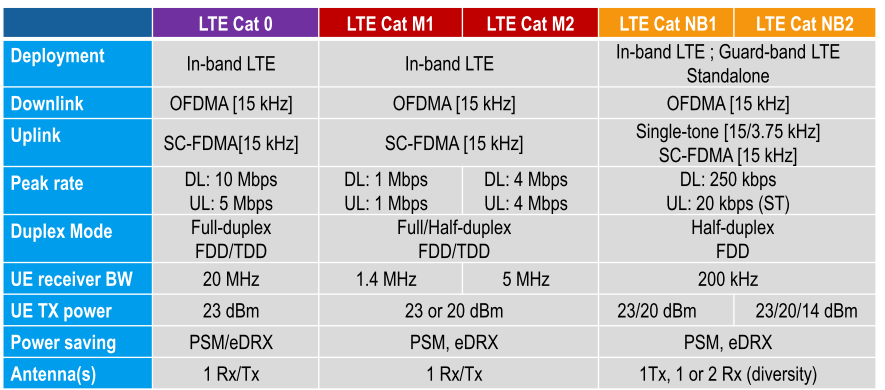 LTE Cat 0 LTE Cat M1 LTE Cat M2 LTE Cat NB1 LTE Cat NB2
Deployment In-band LTE In-band LTE In-band LTE ; Guard-band LTE
Standalone
Downlink OFDMA [15 kHz] OFDMA [15 kHz] OFDMA [15 kHz]
Uplink SC-FDMA[15 kHz] SC-FDMA [15 kHz] Single-tone [15/3.75 kHz]
SC-FDMA [15 kHz]
Peak rate DL: 10 Mbps DL: 1 Mbps DL: 4 Mbps DL: 250 kbps
UL: 5 Mbps UL: 1 Mbps UL: 4 Mbps UL: 20 kbps (ST)
Duplex Mode Full-duplex Full/Half-duplex Half-duplex
FDD/TDD FDD/TDD FDD
UE receiver BW 20 MHz 1.4 MHz 5 MHz 200 kHz
UE TX power 23 dBm 23 or 20 dBm 23/20 dBm 23/20/14 dBm
Power saving PSM/eDRX PSM, eDRX PSM, eDRX
Antenna(s) 1 Rx/Tx 1 Rx/Tx 1Tx, 1 or 2 Rx (diversity)